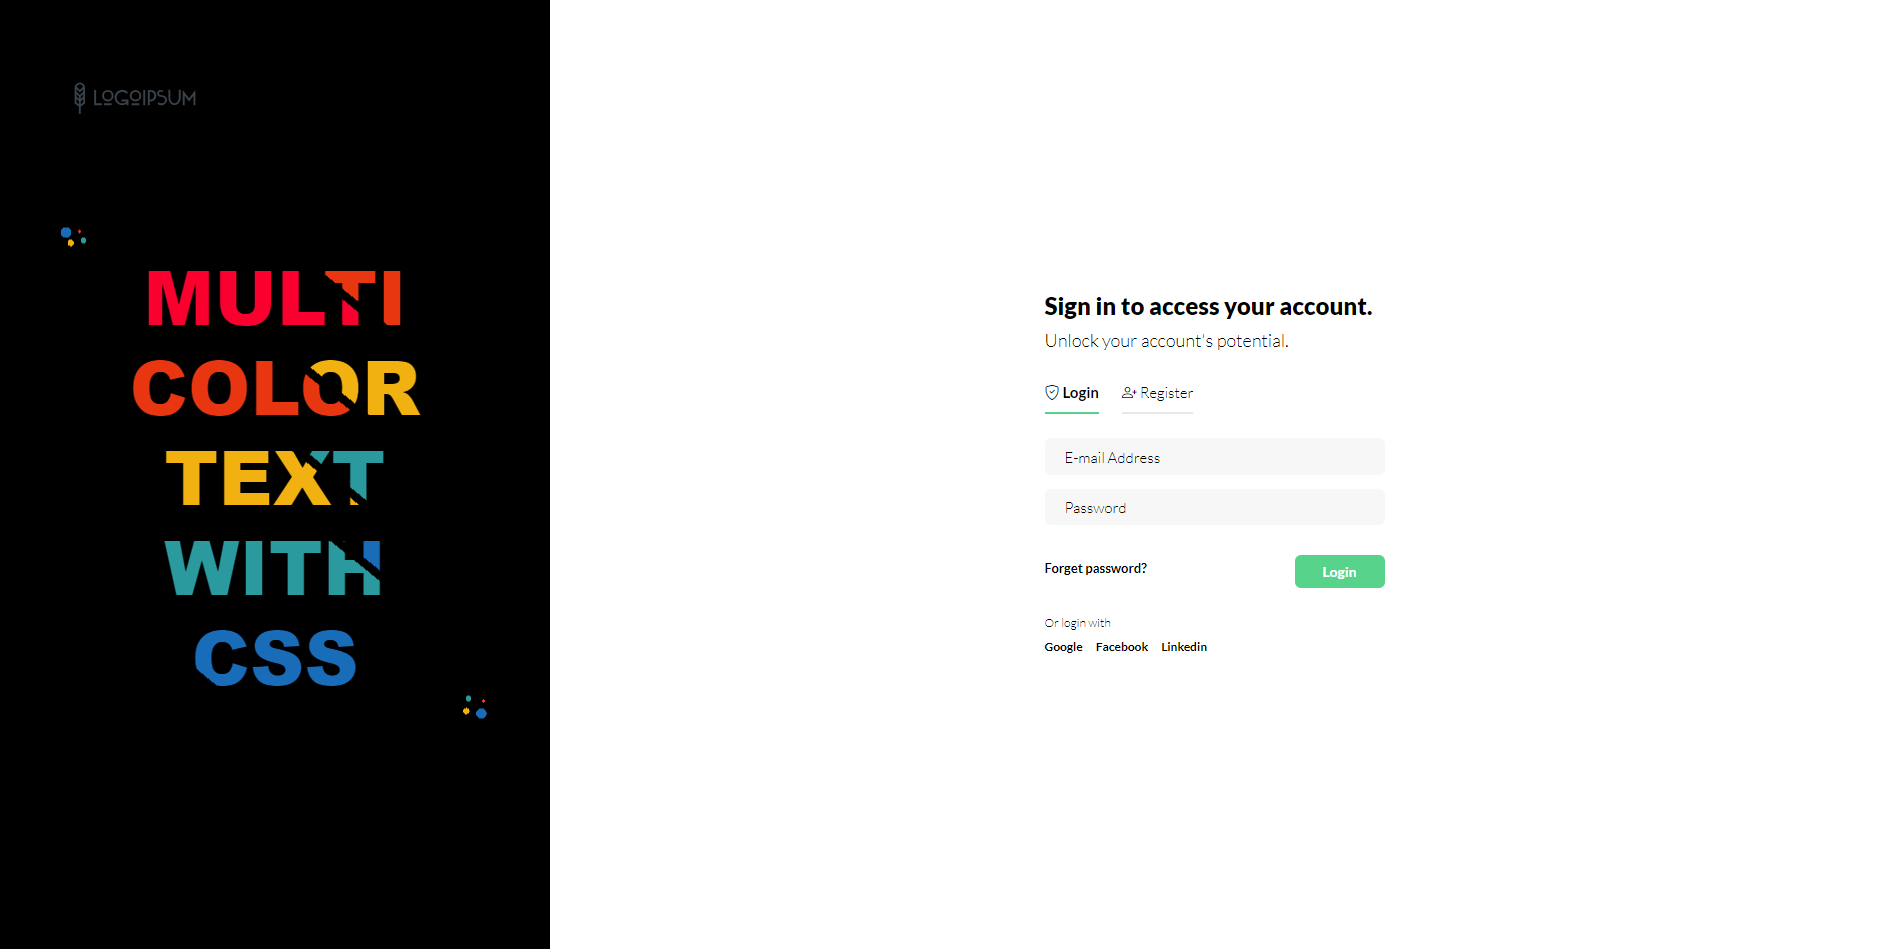 LOGOIPSUM
MULTI
COLOR
TEXT
WITH
CSS
Sign in to access your account.
Unlock your account's potential.
Login Register
E-mail Address
Password
Forget password? Login
Or login with
Google Facebook Linkedin